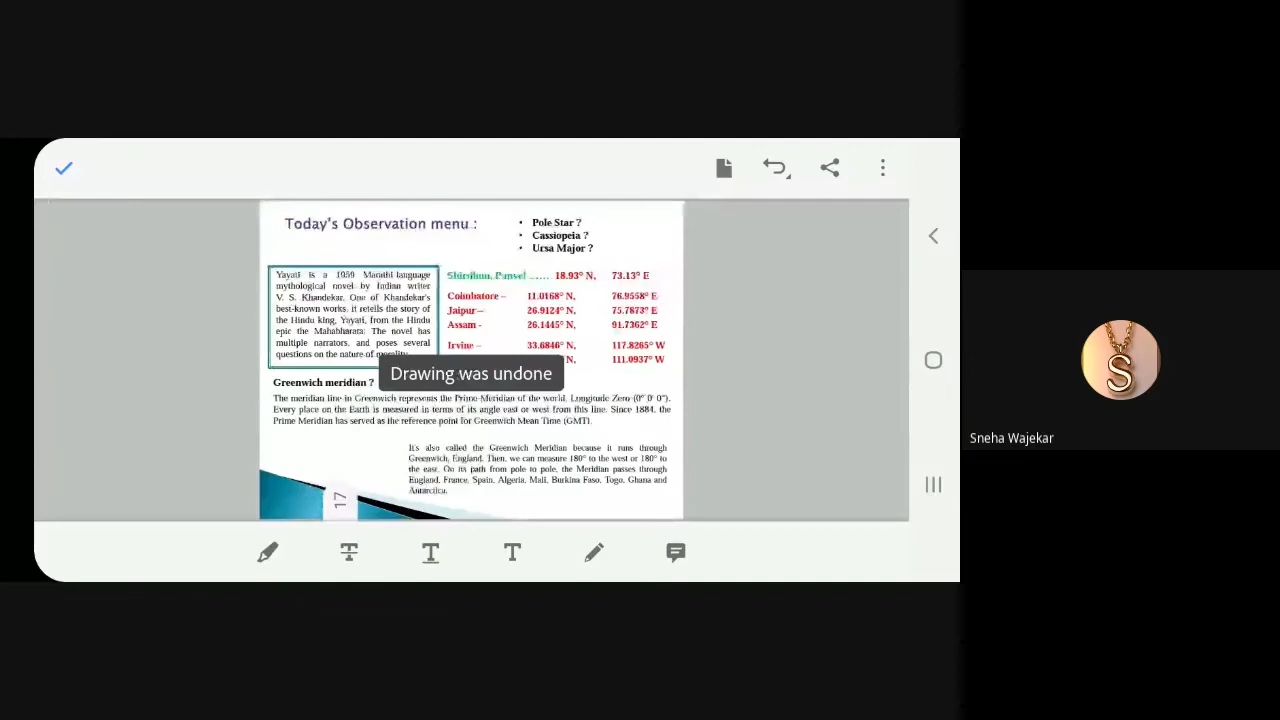 Today's Observation menu :
• Pole Star ?
• Cassiopeia ?
• Ursa Major ?
Yayati is a 1959 Marathi-language
mythological novel by Indian writer
V. S. Khandekar. One of Khandekar's
best-known works, it retells the story of
the Hindu king, Yayati, from the Hindu
epic the Mahabharata. The novel has
multiple narrators, and poses several
questions on the nature of morality.
Shirdhon, Panvel ...... 18.93° N, 73.13° E
Coimbatore – 11.0168° N, 76.9558° E
Jaipur – 26.9124° N, 75.7873° E
Assam - 26.1445° N, 91.7362° E
Irvine – 33.6846° N, 117.8265° W
N, 111.0937° W
Drawing was undone
Greenwich meridian ?
The meridian line in Greenwich represents the Prime Meridian of the world, Longitude Zero (0° 0' 0").
Every place on the Earth is measured in terms of its angle east or west from this line. Since 1884, the
Prime Meridian has served as the reference point for Greenwich Mean Time (GMT).
It's also called the Greenwich Meridian because it runs through
Greenwich, England. Then, we can measure 180° to the west or 180° to
the east. On its path from pole to pole, the Meridian passes through
England, France, Spain, Algeria, Mali, Burkina Faso, Togo, Ghana and
Antarctica.
17
S
Sneha Wajekar